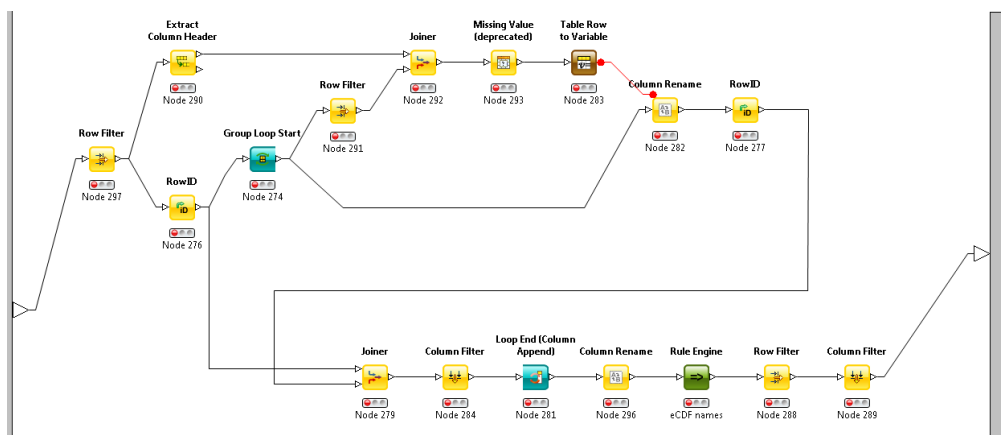 Extract
Column Header
Node 290
Joiner
Node 292
Missing Value
(deprecated)
Node 293
Table Row
to Variable
Node 283
Row Filter
Node 291
Column Rename
Node 282
RowID
ID
Node 277
Row Filter
Node 297
Group Loop Start
Node 274
RowID
ID
Node 276
Joiner
Node 279
Column Filter
Node 284
Loop End (Column
Append)
Node 281
Column Rename
Node 296
Rule Engine
eCDF names
Row Filter
Node 288
Column Filter
Node 289